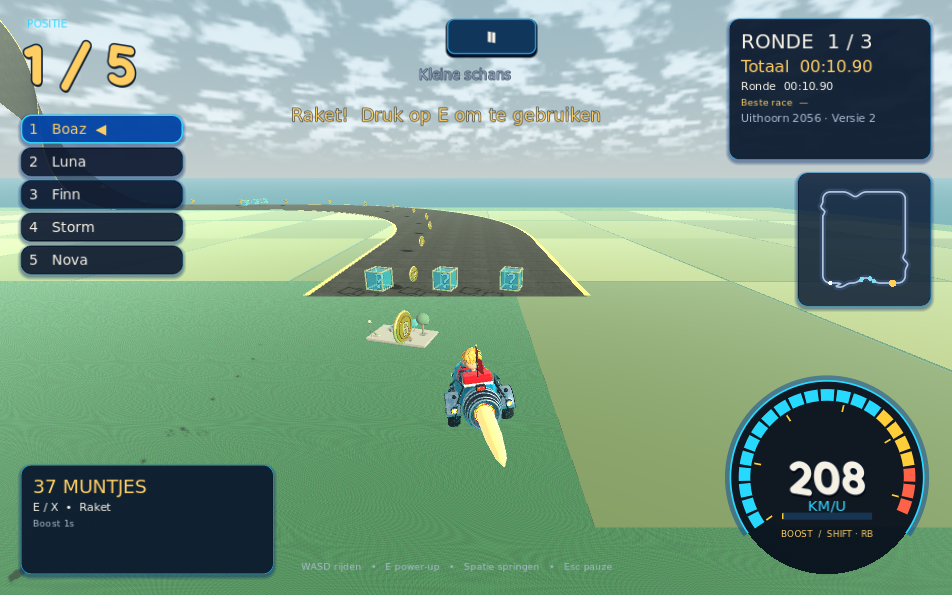 POSITIE
1 / 5
1 Boaz ◀
2 Luna
3 Finn
4 Storm
5 Nova
Kleine schans
Raket! Druk op E om te gebruiken
RONDE 1 / 3
Totaal 00:10.90
Ronde 00:10.90
Beste race —
Uithoorn 2056 · Versie 2
? ? ?
37 MUNTJES
E / X • Raket
Boost 1s
208
KM/U
BOOST / SHIFT · RB
WASD rijden • E power-up • Spatie springen • Esc pauze